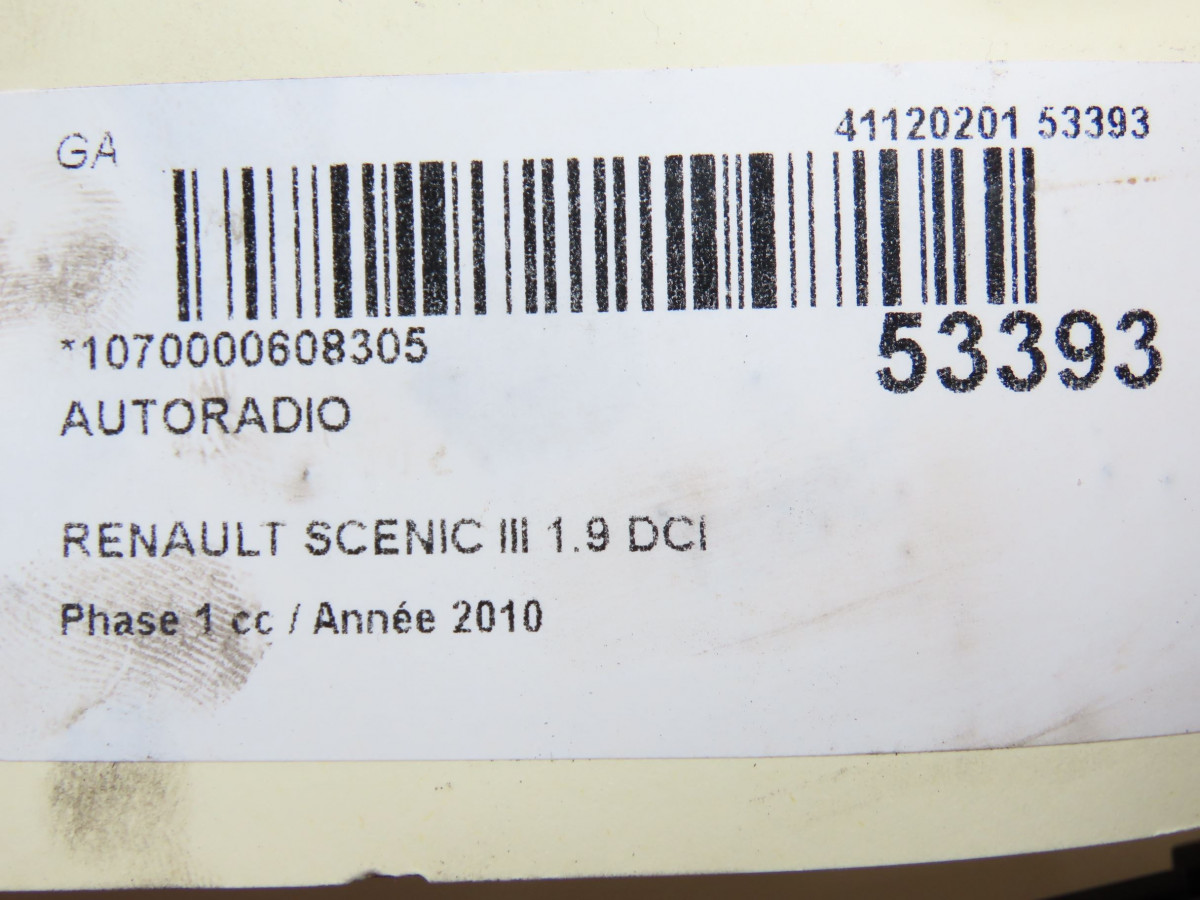 GA
41120201 53393
*1070000608305
53393
AUTORADIO
RENAULT SCENIC III 1.9 DCI
Phase 1 cc / Année 2010